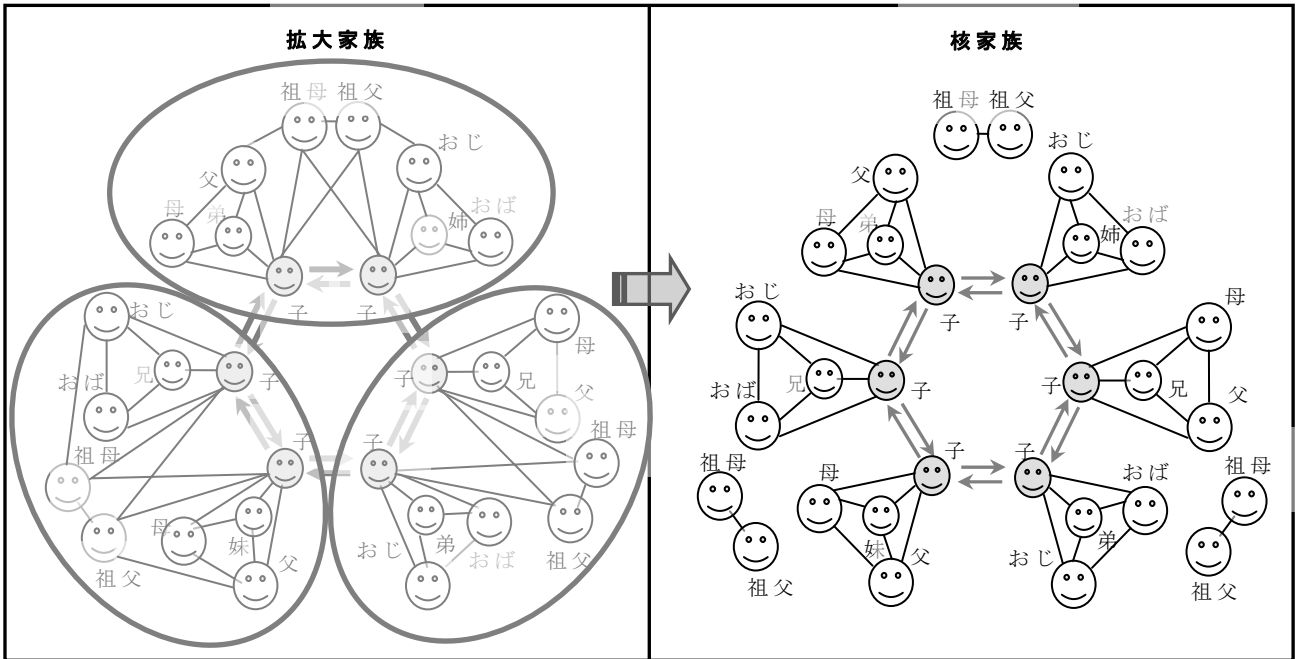 拡大家族
祖母 祖父
おじ
父
母 弟
姉 おば
子 子
おじ
おば
兄 子
祖母
子
母
妹
祖父
父
母
子 兄
父
子
祖母
おじ 弟 おば
祖父
核家族
祖母 祖父
おじ
父
母 弟
姉 おば
子 子
おじ
おば 兄 子
母
子 兄 父
祖母
祖父
子
母
妹 父
子
おば
おじ 弟
祖母
祖父